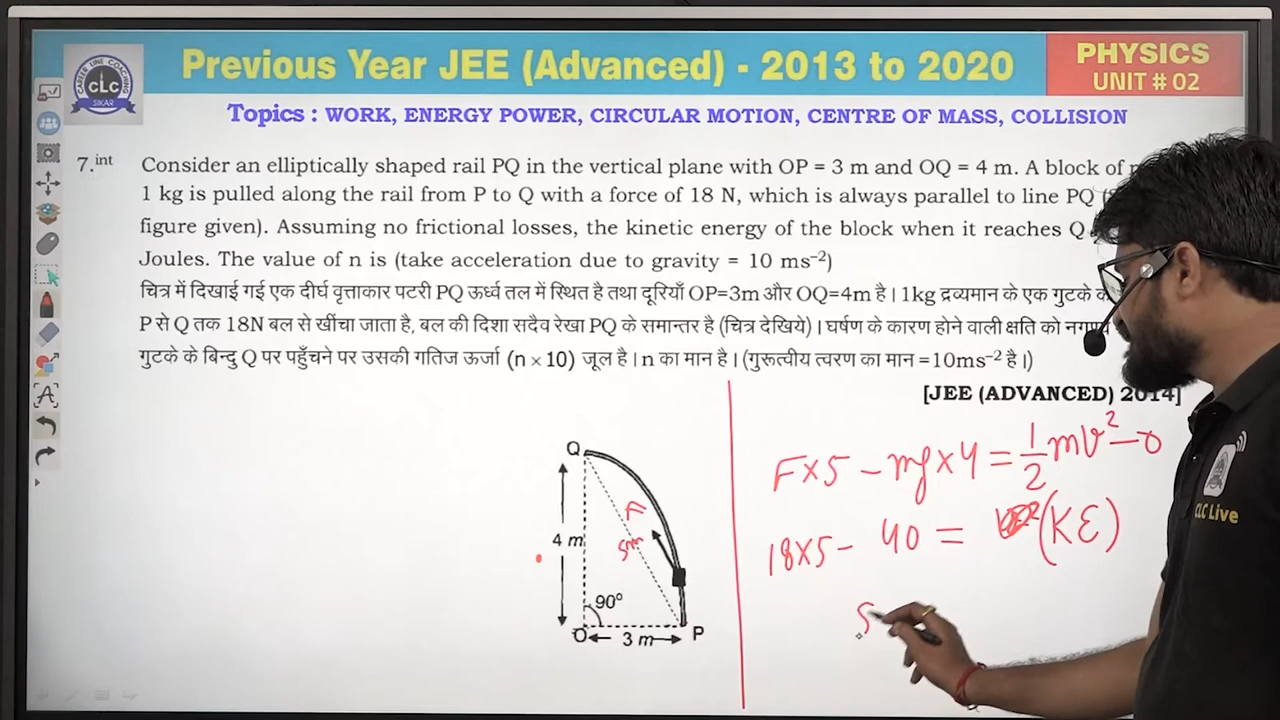 Previous Year JEE (Advanced) - 2013 to 2020
PHYSICS
UNIT # 02
CLC
SIKAR
Topics : WORK, ENERGY POWER, CIRCULAR MOTION, CENTRE OF MASS, COLLISION
7.int Consider an elliptically shaped rail PQ in the vertical plane with OP = 3 m and OQ = 4 m. A block of
1 kg is pulled along the rail from P to Q with a force of 18 N, which is always parallel to line PQ
figure given). Assuming no frictional losses, the kinetic energy of the block when it reaches Q
Joules. The value of n is (take acceleration due to gravity = 10 ms⁻²)
चित्र में दिखाई गई एक दीर्घ वृत्ताकार पटरी PQ ऊर्ध्व तल में स्थित है तथा दूरियाँ OP=3m और OQ=4m है। 1kg द्रव्यमान के एक गुटके
P से Q तक 18N बल से खींचा जाता है, बल की दिशा सदैव रेखा PQ के समान्तर है (चित्र देखिये)। घर्षण के कारण होने वाली क्षति को
गुटके के बिन्दु Q पर पहुँचने पर उसकी गतिज ऊर्जा (n × 10) जूल है। n का मान है। (गुरूत्वीय त्वरण का मान =10ms⁻² है।)
[JEE (ADVANCED) 2014]
Q
F
4 m
5m
90°
O
3 m
P
F×5 - mg×4 = 1/2 mv² - 0
18×5 - 40 = (KE)
5
CLC Live